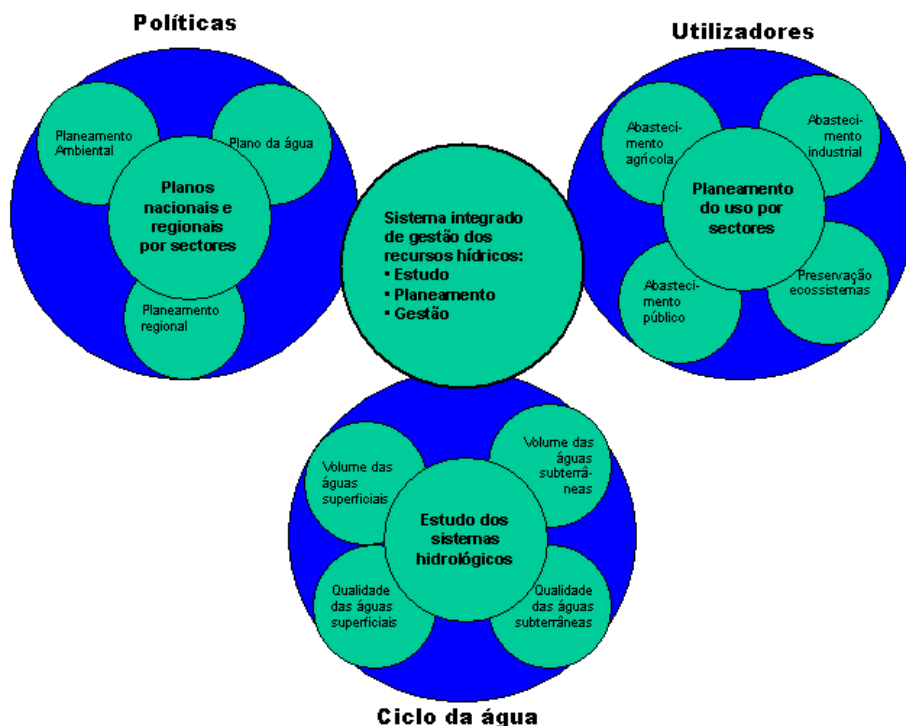 Políticas
Planeamento
Ambiental
Plano da água
Planos
nacionais e
regionais
por sectores
Planeamento
regional
Sistema integrado
de gestão dos
recursos hídricos:
▪ Estudo
▪ Planeamento
▪ Gestão
Utilizadores
Abasteci-
mento
agrícola
Abasteci-
mento
industrial
Planeamento
do uso por
sectores
Abasteci-
mento
público
Preservação
ecossistemas
Volume das
águas
superficiais
Volume das
águas
subterrâ-
neas
Estudo dos
sistemas
hidrológicos
Qualidade
das águas
superficiais
Qualidade
das águas
subterrâneas
Ciclo da água